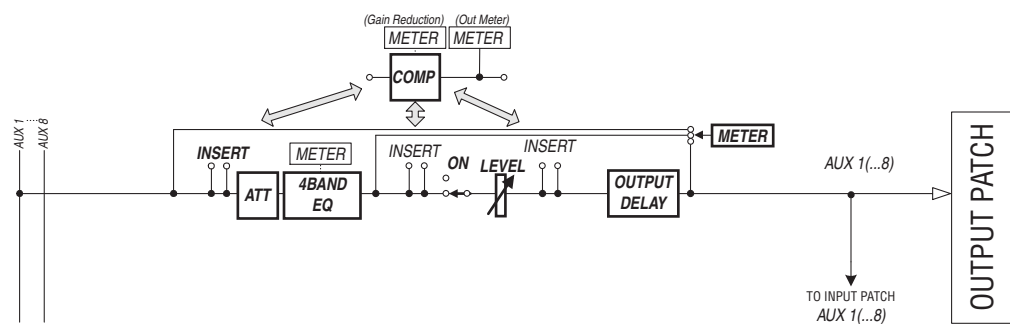 (Gain Reduction) (Out Meter)
METER METER
COMP
AUX 1
AUX 8
METER
INSERT
METER
INSERT
ON
LEVEL
INSERT
ATT
4BAND
EQ
OUTPUT
DELAY
AUX 1(...8)
TO INPUT PATCH
AUX 1(...8)
OUTPUT PATCH